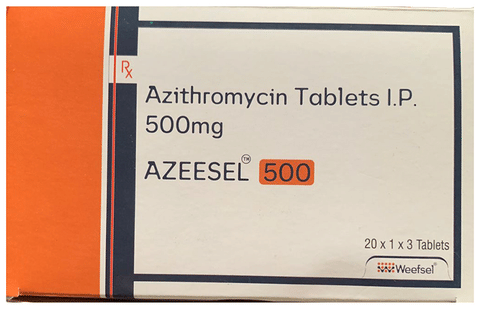 Rx
Azithromycin Tablets I.P.
500mg
AZEESEL™ 500
20 x 1 x 3 Tablets
Weefsel®